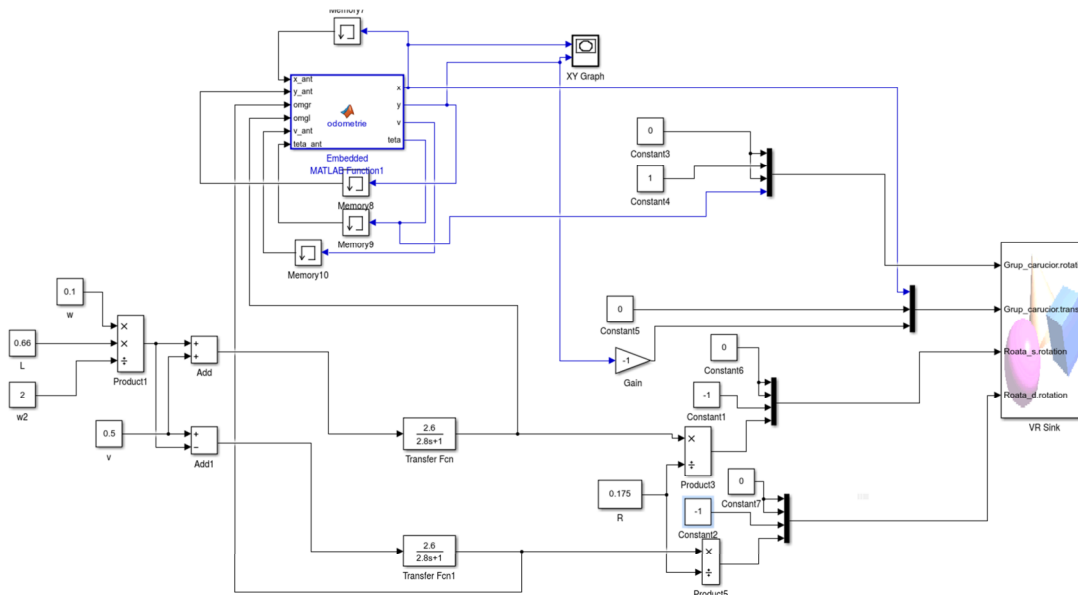 Memory7
XY Graph
x_ant
y_ant
omgr
omgl
v_ant
teta_ant
odometrie
x
y
v
teta
Embedded
MATLAB Function1
Memory8
Memory9
Memory10
0
Constant3
1
Constant4
Grup_carucior.rotat
0
Constant5
Grup_carucior.trans
-1
Gain
0
Constant6
Roata_s.rotation
-1
Constant1
Roata_d.rotation
VR Sink
0.1
w
0.66
L
2
w2
×
×
÷
Product1
+
+
Add
0.5
v
+
−
Add1
2.6
2.8s+1
Transfer Fcn
×
÷
Product3
0.175
R
0
Constant7
-1
Constant2
2.6
2.8s+1
Transfer Fcn1
×
÷
Product5